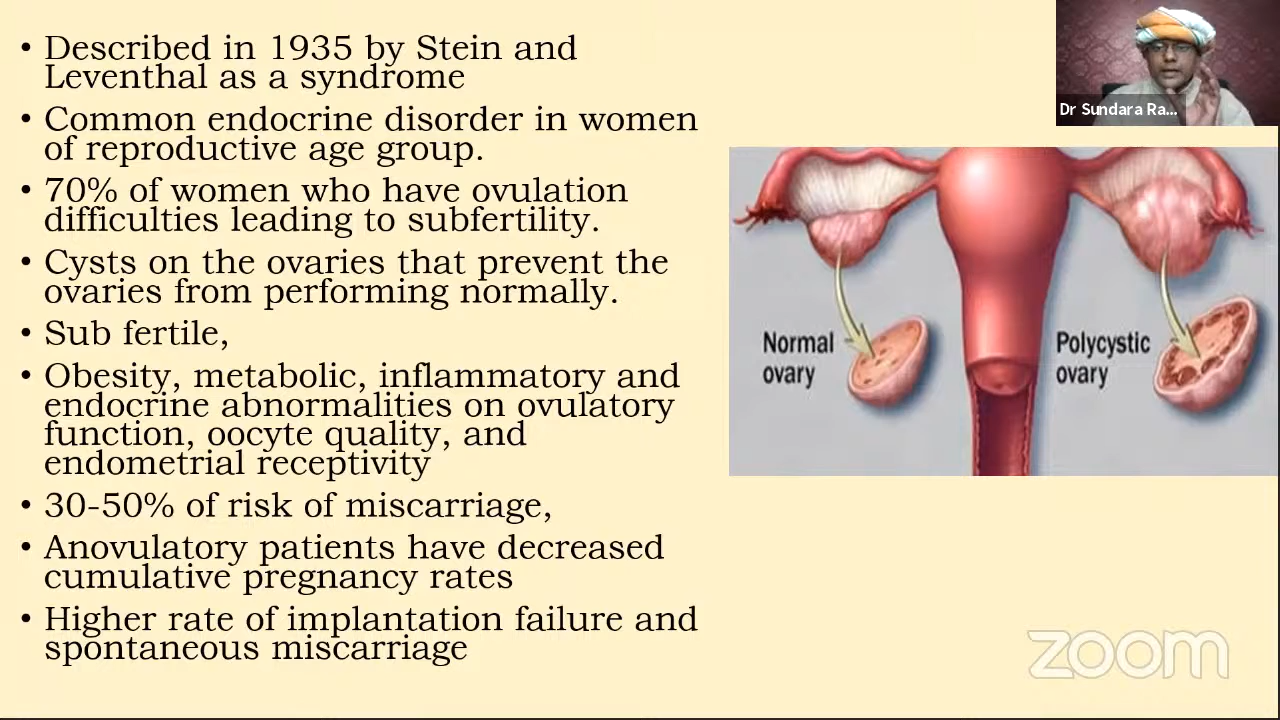 • Described in 1935 by Stein and
Leventhal as a syndrome
• Common endocrine disorder in women
of reproductive age group.
• 70% of women who have ovulation
difficulties leading to subfertility.
• Cysts on the ovaries that prevent the
ovaries from performing normally.
• Sub fertile,
• Obesity, metabolic, inflammatory and
endocrine abnormalities on ovulatory
function, oocyte quality, and
endometrial receptivity
• 30-50% of risk of miscarriage,
• Anovulatory patients have decreased
cumulative pregnancy rates
• Higher rate of implantation failure and
spontaneous miscarriage
Dr Sundara Ra...
Normal
ovary
Polycystic
ovary
zoom